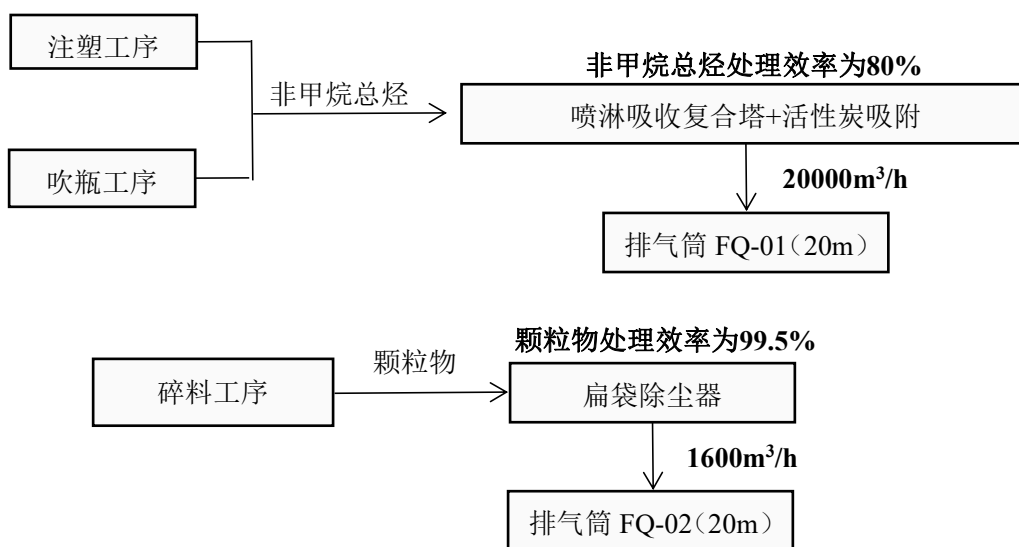 注塑工序
非甲烷总烃处理效率为80%
非甲烷总烃
喷淋吸收复合塔+活性炭吸附
吹瓶工序
20000m³/h
排气筒 FQ-01（20m）
颗粒物处理效率为99.5%
颗粒物
碎料工序
扁袋除尘器
1600m³/h
排气筒 FQ-02（20m）